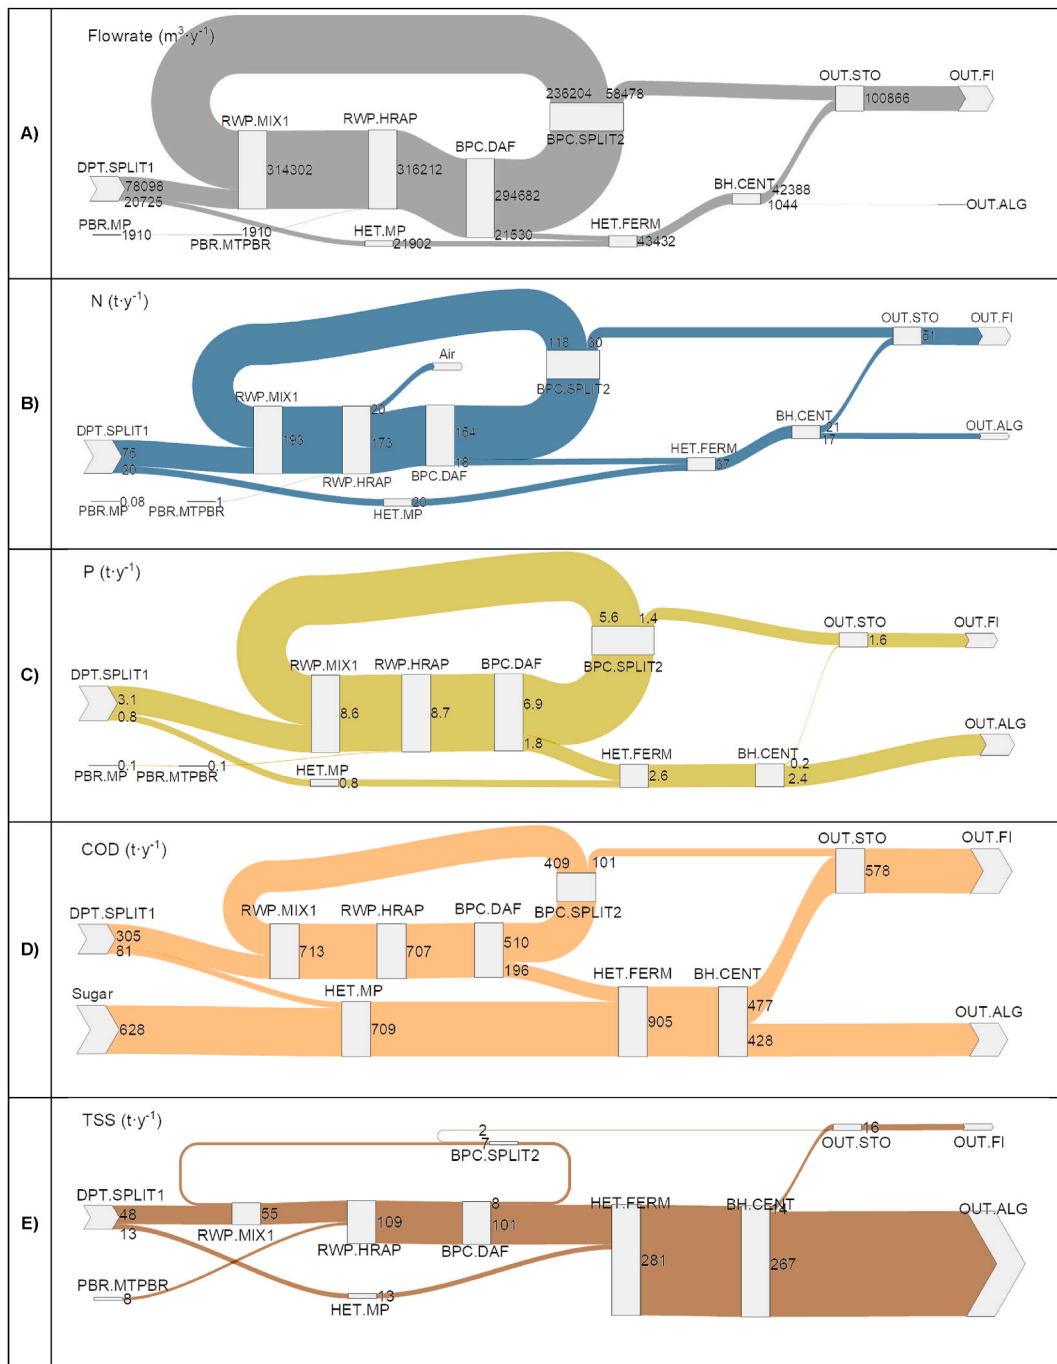 A)
Flowrate (m³·y⁻¹)
236204 58478
OUT.STO OUT.FI
100866
RWP.MIX1 RWP.HRAP
BPC.SPLIT2
BPC.DAF
DPT.SPLIT1
314302 316212
78098
20725
294682
BH.CENT
42388
1044
OUT.ALG
PBR.MP
1910
1910
PBR.MTPBR
HET.MP
21902
21530
HET.FERM
43432
B)
N (t·y⁻¹)
OUT.STO OUT.FI
118 30
51
Air
BPC.SPLIT2
RWP.MIX1
20
BH.CENT
DPT.SPLIT1
75
20
193 173 154
21
17
OUT.ALG
18
HET.FERM
37
RWP.HRAP BPC.DAF
0.08 1
PBR.MP PBR.MTPBR
20
HET.MP
C)
P (t·y⁻¹)
5.6 1.4
OUT.STO OUT.FI
1.6
BPC.SPLIT2
DPT.SPLIT1
RWP.MIX1 RWP.HRAP BPC.DAF
3.1
0.8
8.6 8.7 6.9
1.8
OUT.ALG
HET.FERM BH.CENT
0.1 0.1
PBR.MP PBR.MTPBR
HET.MP
0.8
2.6
0.2
2.4
D)
COD (t·y⁻¹)
OUT.STO OUT.FI
409 101
578
BPC.SPLIT2
DPT.SPLIT1
RWP.MIX1 RWP.HRAP BPC.DAF
305
81
713 707 510
196
HET.FERM BH.CENT
Sugar
HET.MP
628
709
905
477
428
OUT.ALG
E)
TSS (t·y⁻¹)
2
7
BPC.SPLIT2
16
OUT.STO OUT.FI
DPT.SPLIT1
48
13
55
RWP.MIX1
109
RWP.HRAP
8
101
BPC.DAF
HET.FERM BH.CENT
14
OUT.ALG
281 267
PBR.MTPBR
8
13
HET.MP